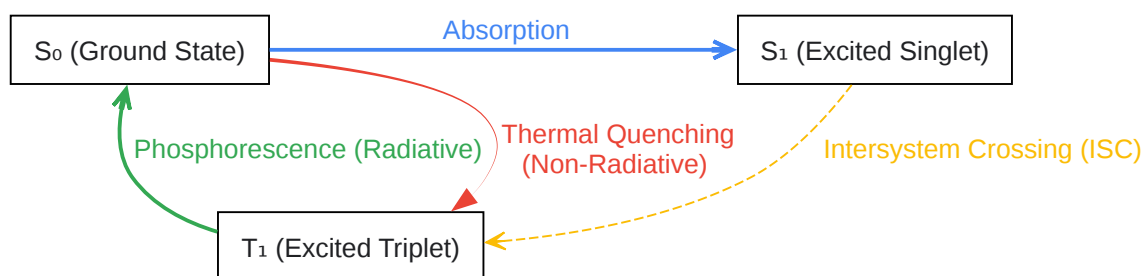 Absorption
S₀ (Ground State)
S₁ (Excited Singlet)
Phosphorescence (Radiative)
Thermal Quenching
(Non-Radiative)
Intersystem Crossing (ISC)
T₁ (Excited Triplet)